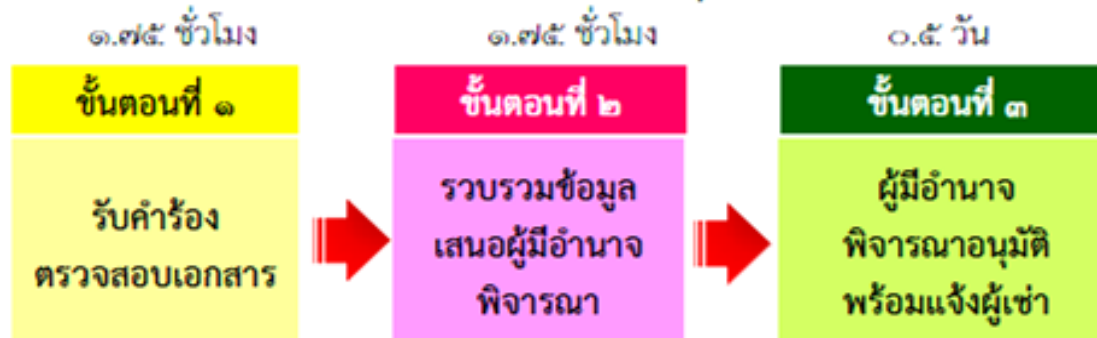 ๑.๗๕ ชั่วโมง
๑.๗๕ ชั่วโมง
๐.๕ วัน
ขั้นตอนที่ ๑
ขั้นตอนที่ ๒
ขั้นตอนที่ ๓
รับคำร้อง
ตรวจสอบเอกสาร
รวบรวมข้อมูล
เสนอผู้มีอำนาจ
พิจารณา
ผู้มีอำนาจ
พิจารณาอนุมัติ
พร้อมแจ้งผู้เช่า